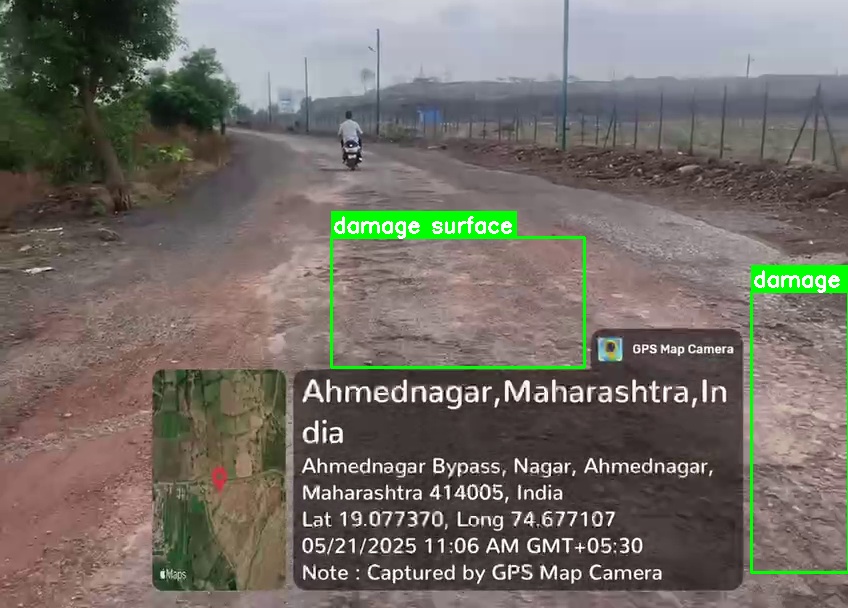 damage surface
damage
GPS Map Camera
Ahmednagar,Maharashtra,In
dia
Ahmednagar Bypass, Nagar, Ahmednagar,
Maharashtra 414005, India
Lat 19.077370, Long 74.677107
05/21/2025 11:06 AM GMT+05:30
Note : Captured by GPS Map Camera
Maps